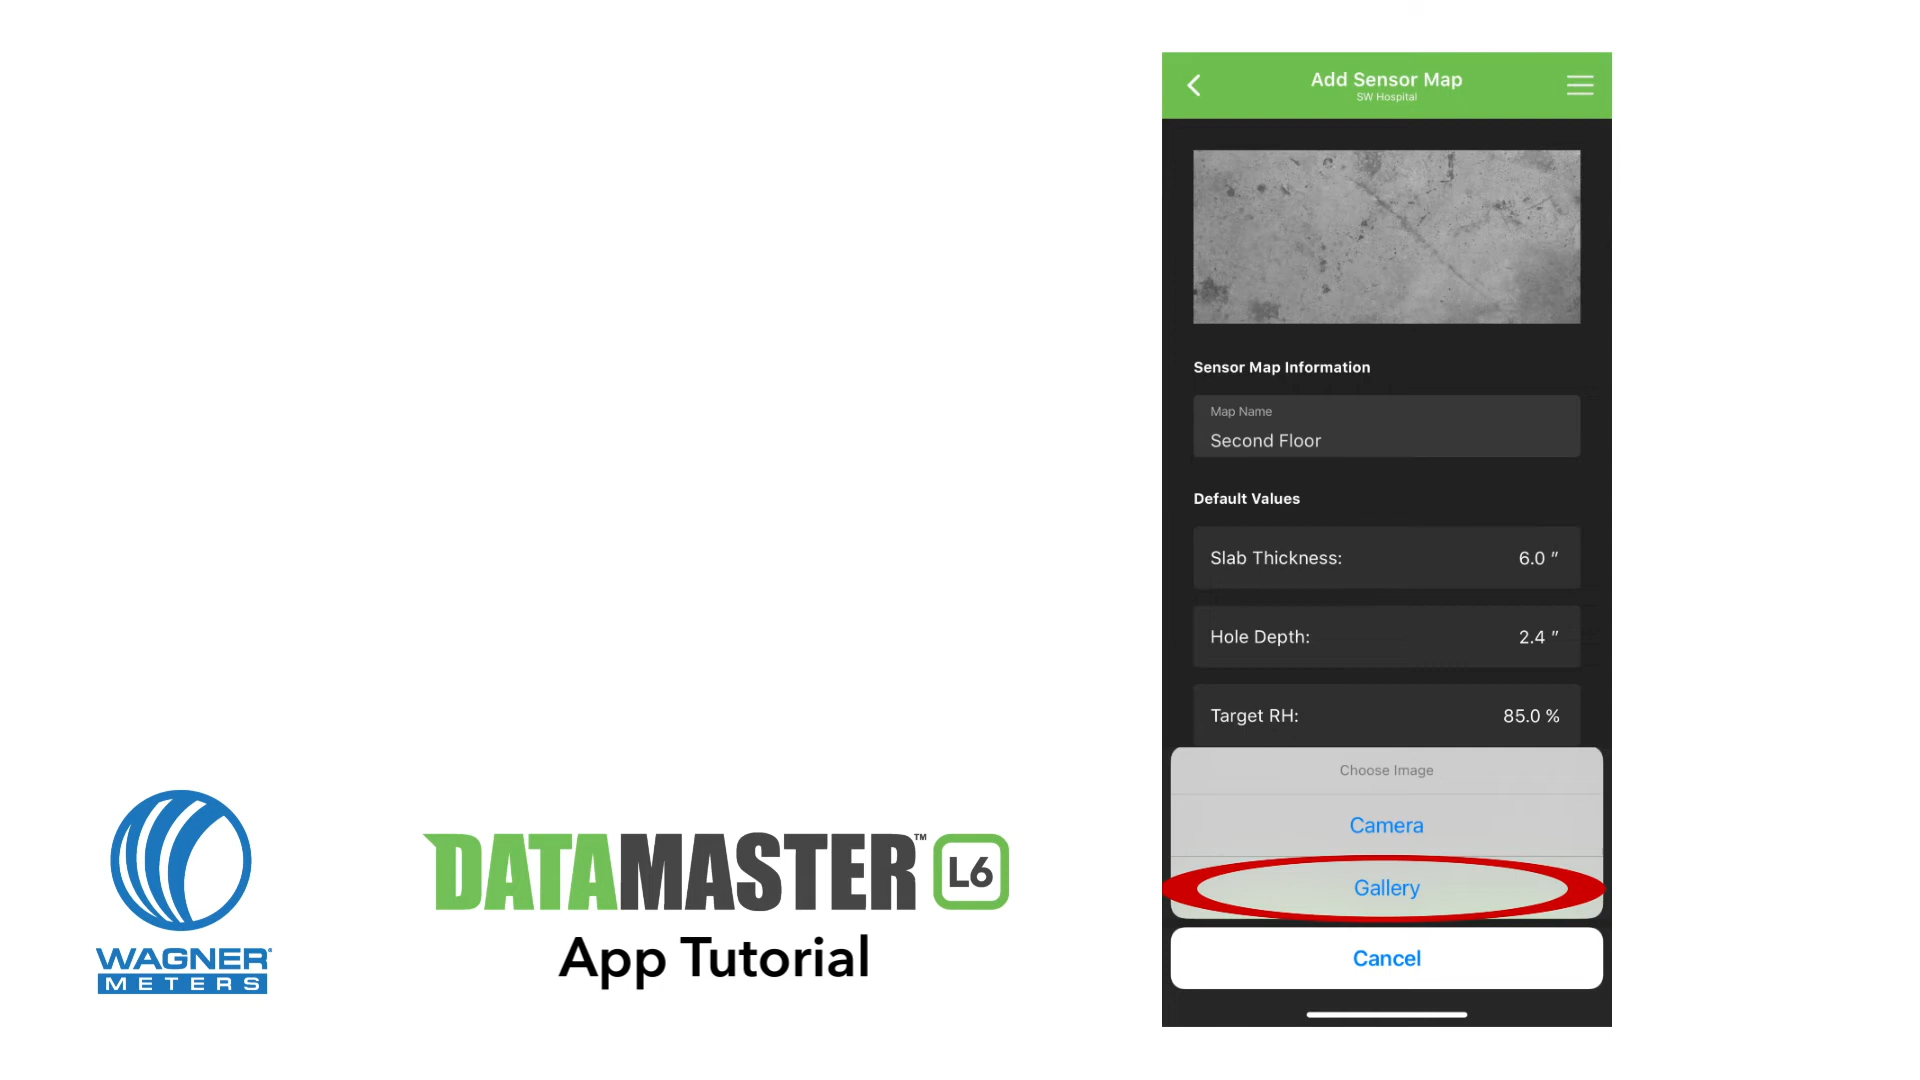 Add Sensor Map
SW Hospital
Sensor Map Information
Map Name
Second Floor
Default Values
Slab Thickness: 6.0 ″
Hole Depth: 2.4 ″
Target RH: 85.0 %
Choose Image
Camera
Gallery
Cancel
WAGNER®
METERS
DATAMASTER™ L6
App Tutorial